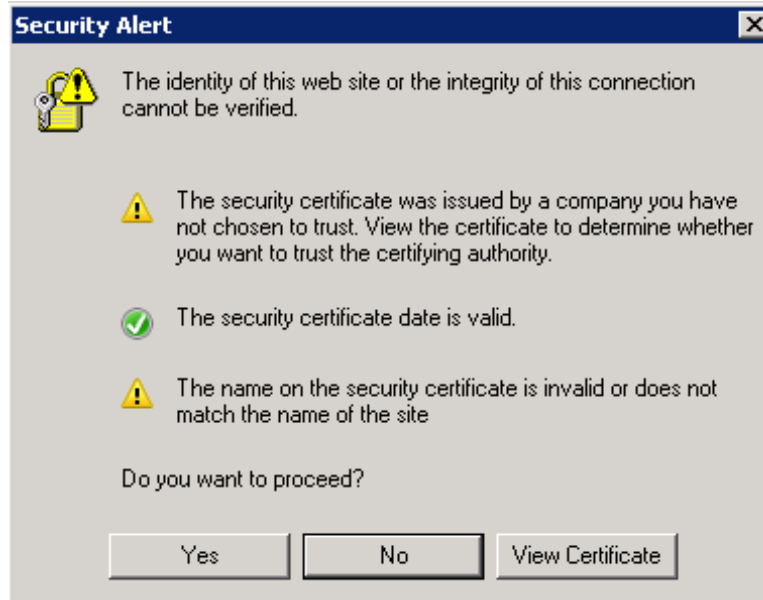 Security Alert
The identity of this web site or the integrity of this connection
cannot be verified.
The security certificate was issued by a company you have
not chosen to trust. View the certificate to determine whether
you want to trust the certifying authority.
The security certificate date is valid.
The name on the security certificate is invalid or does not
match the name of the site
Do you want to proceed?
Yes
No
View Certificate